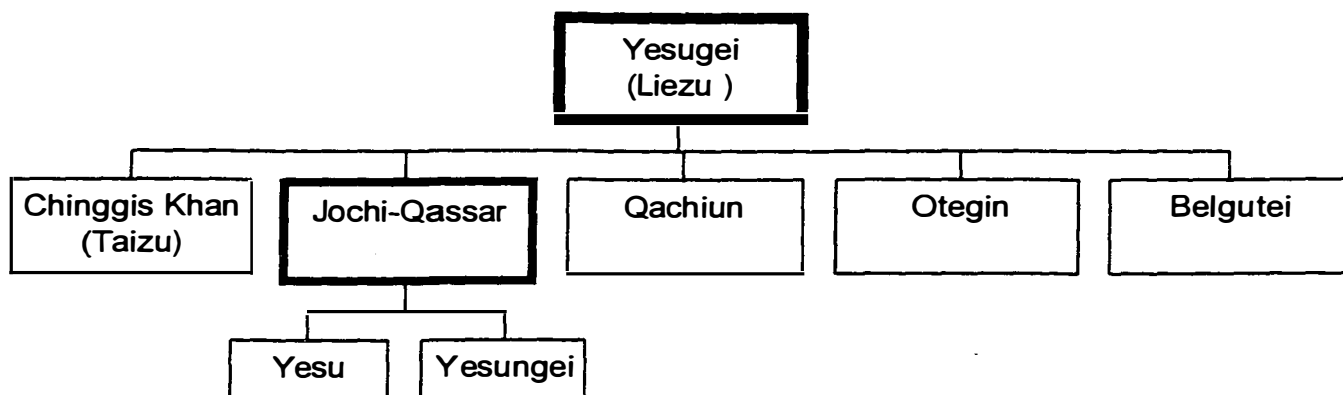 Yesugei
(Liezu )
Chinggis Khan
(Taizu)
Jochi-Qassar
Qachiun
Otegin
Belgutei
Yesu
Yesungei